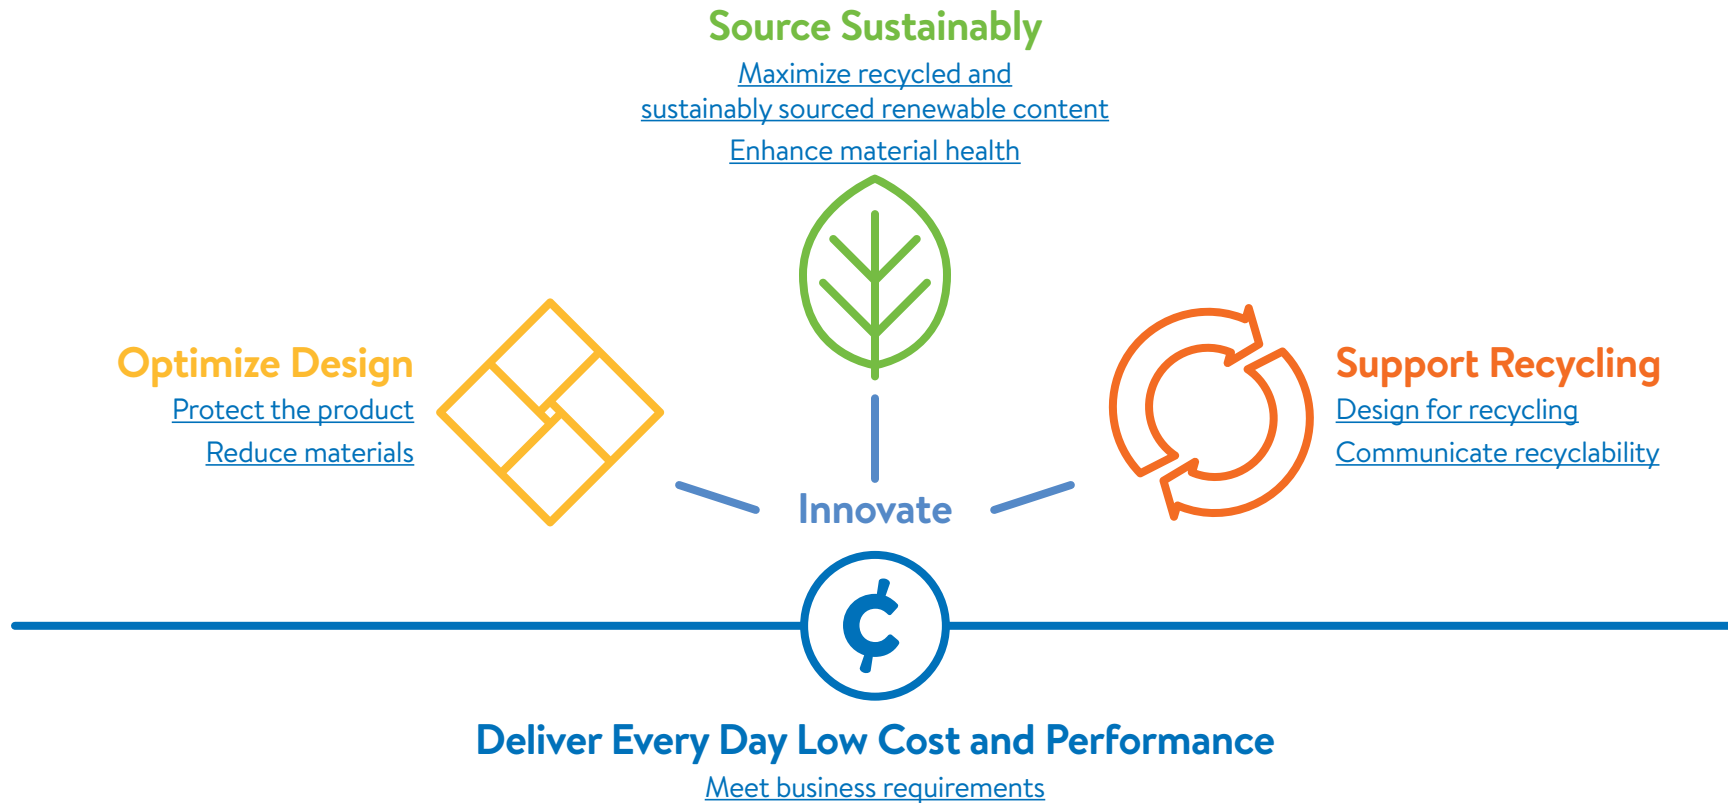 Source Sustainably
Maximize recycled and
sustainably sourced renewable content
Enhance material health
Optimize Design
Protect the product
Reduce materials
Support Recycling
Design for recycling
Communicate recyclability
Innovate
¢
Deliver Every Day Low Cost and Performance
Meet business requirements